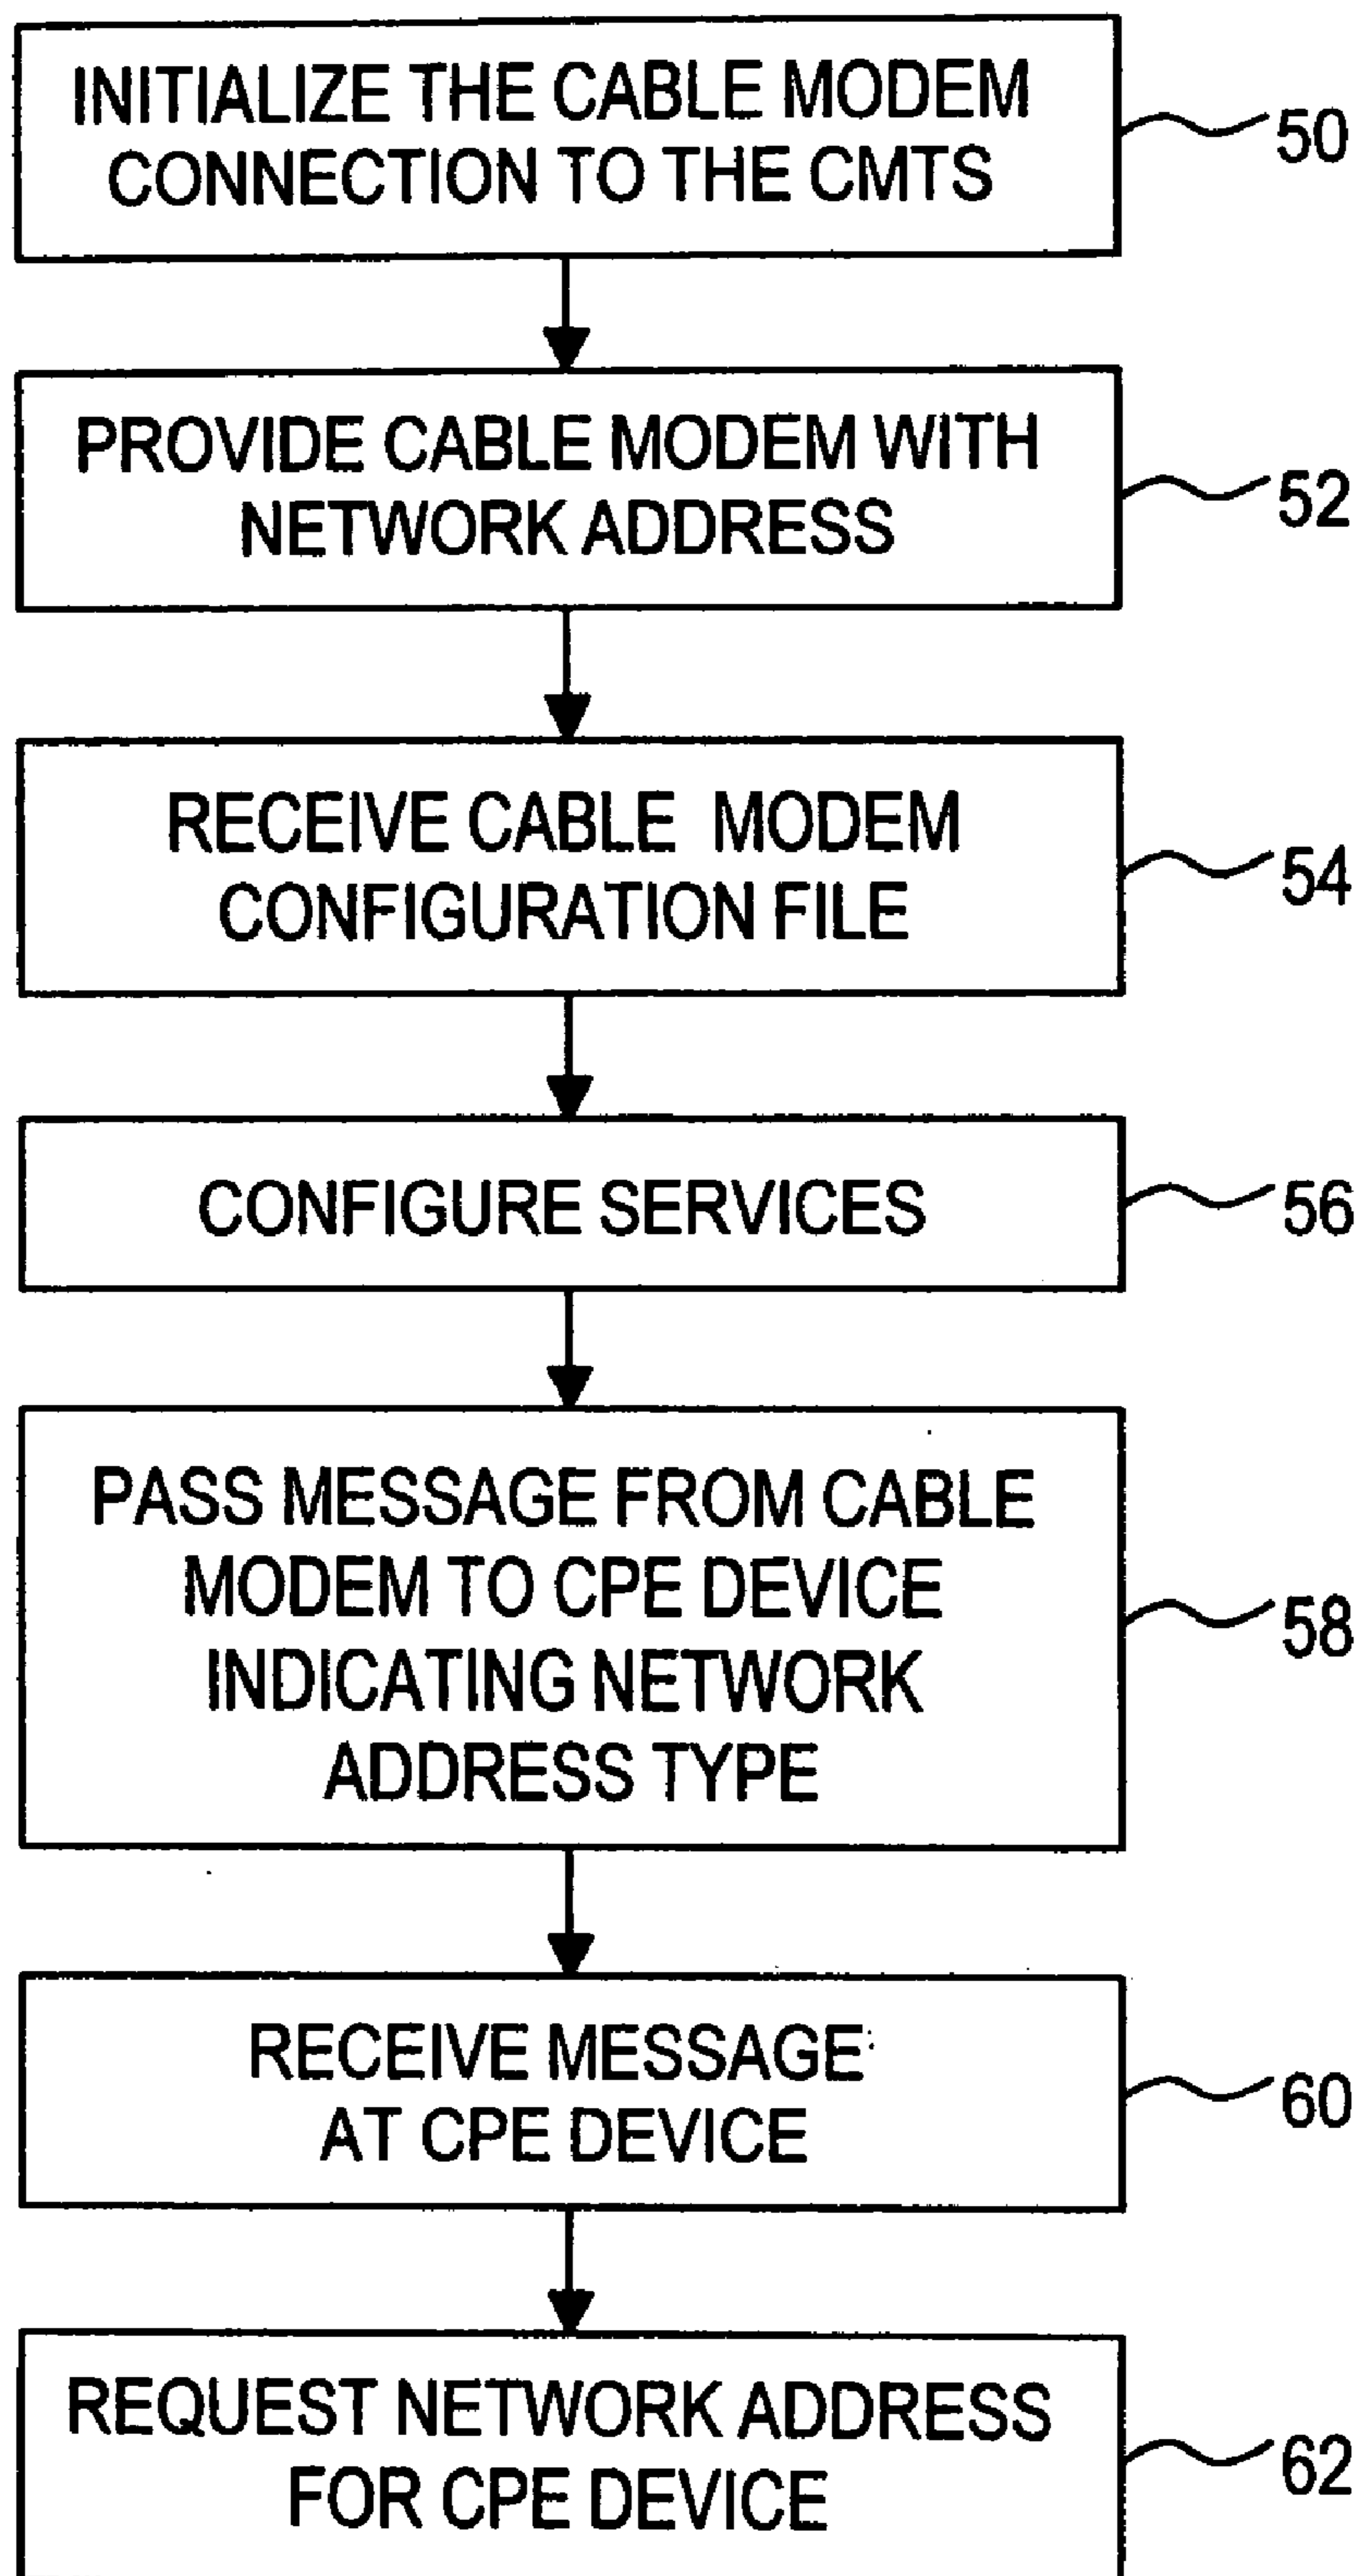 INITIALIZE THE CABLE MODEM
CONNECTION TO THE CMTS
50
PROVIDE CABLE MODEM WITH
NETWORK ADDRESS
52
RECEIVE CABLE MODEM
CONFIGURATION FILE
54
CONFIGURE SERVICES
56
PASS MESSAGE FROM CABLE
MODEM TO CPE DEVICE
INDICATING NETWORK
ADDRESS TYPE
58
RECEIVE MESSAGE
AT CPE DEVICE
60
REQUEST NETWORK ADDRESS
FOR CPE DEVICE
62